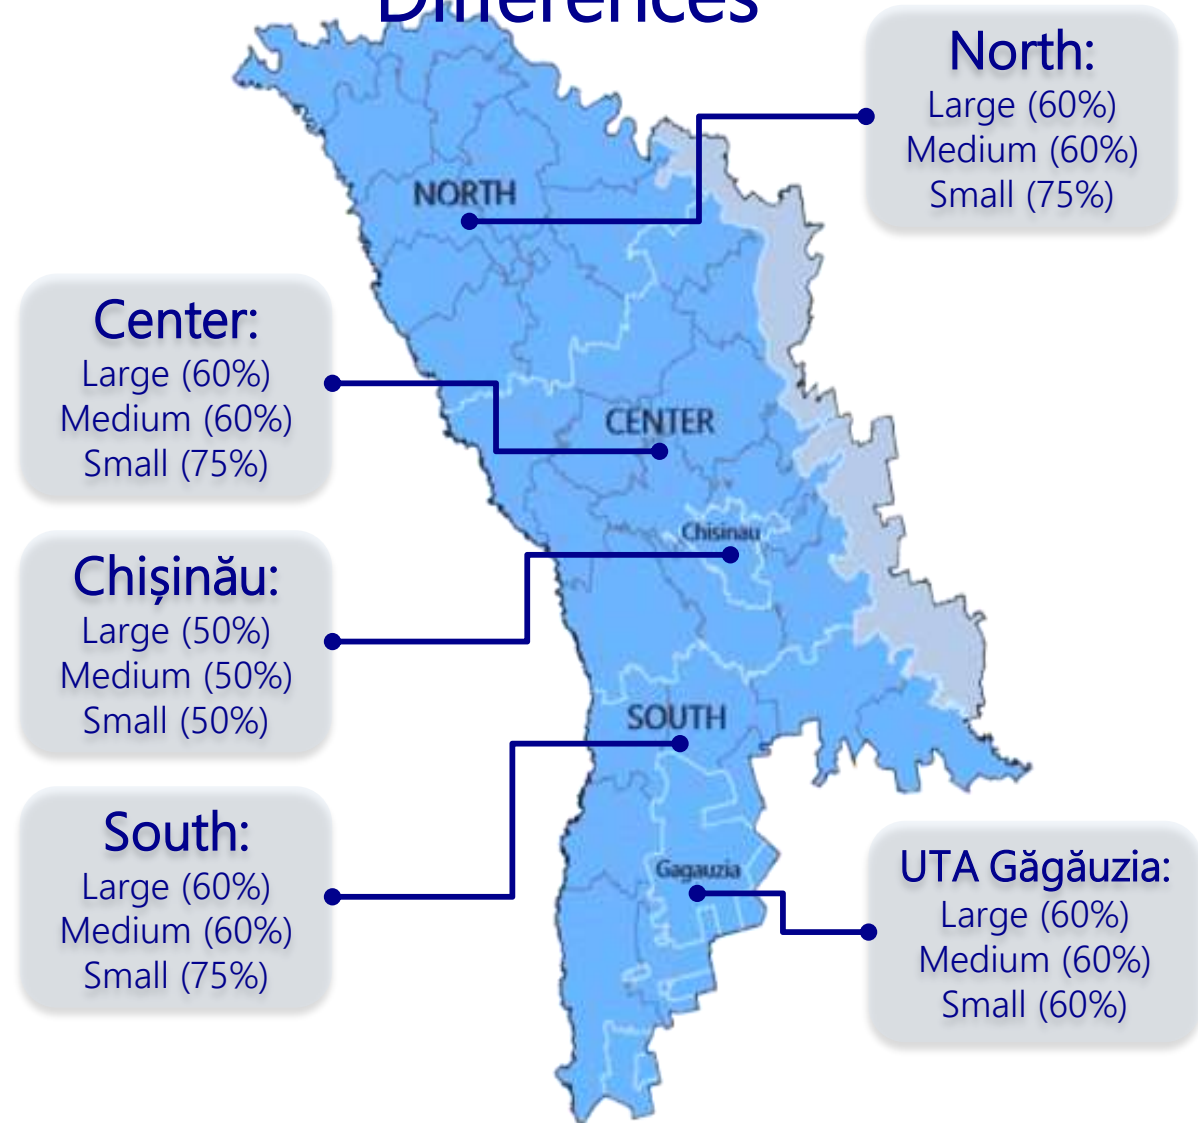 Differences
North:
Large (60%)
Medium (60%)
Small (75%)
NORTH
Center:
Large (60%)
Medium (60%)
Small (75%)
CENTER
Chisinau
Chișinău:
Large (50%)
Medium (50%)
Small (50%)
SOUTH
South:
Large (60%)
Medium (60%)
Small (75%)
Gagauzia
UTA Găgăuzia:
Large (60%)
Medium (60%)
Small (60%)